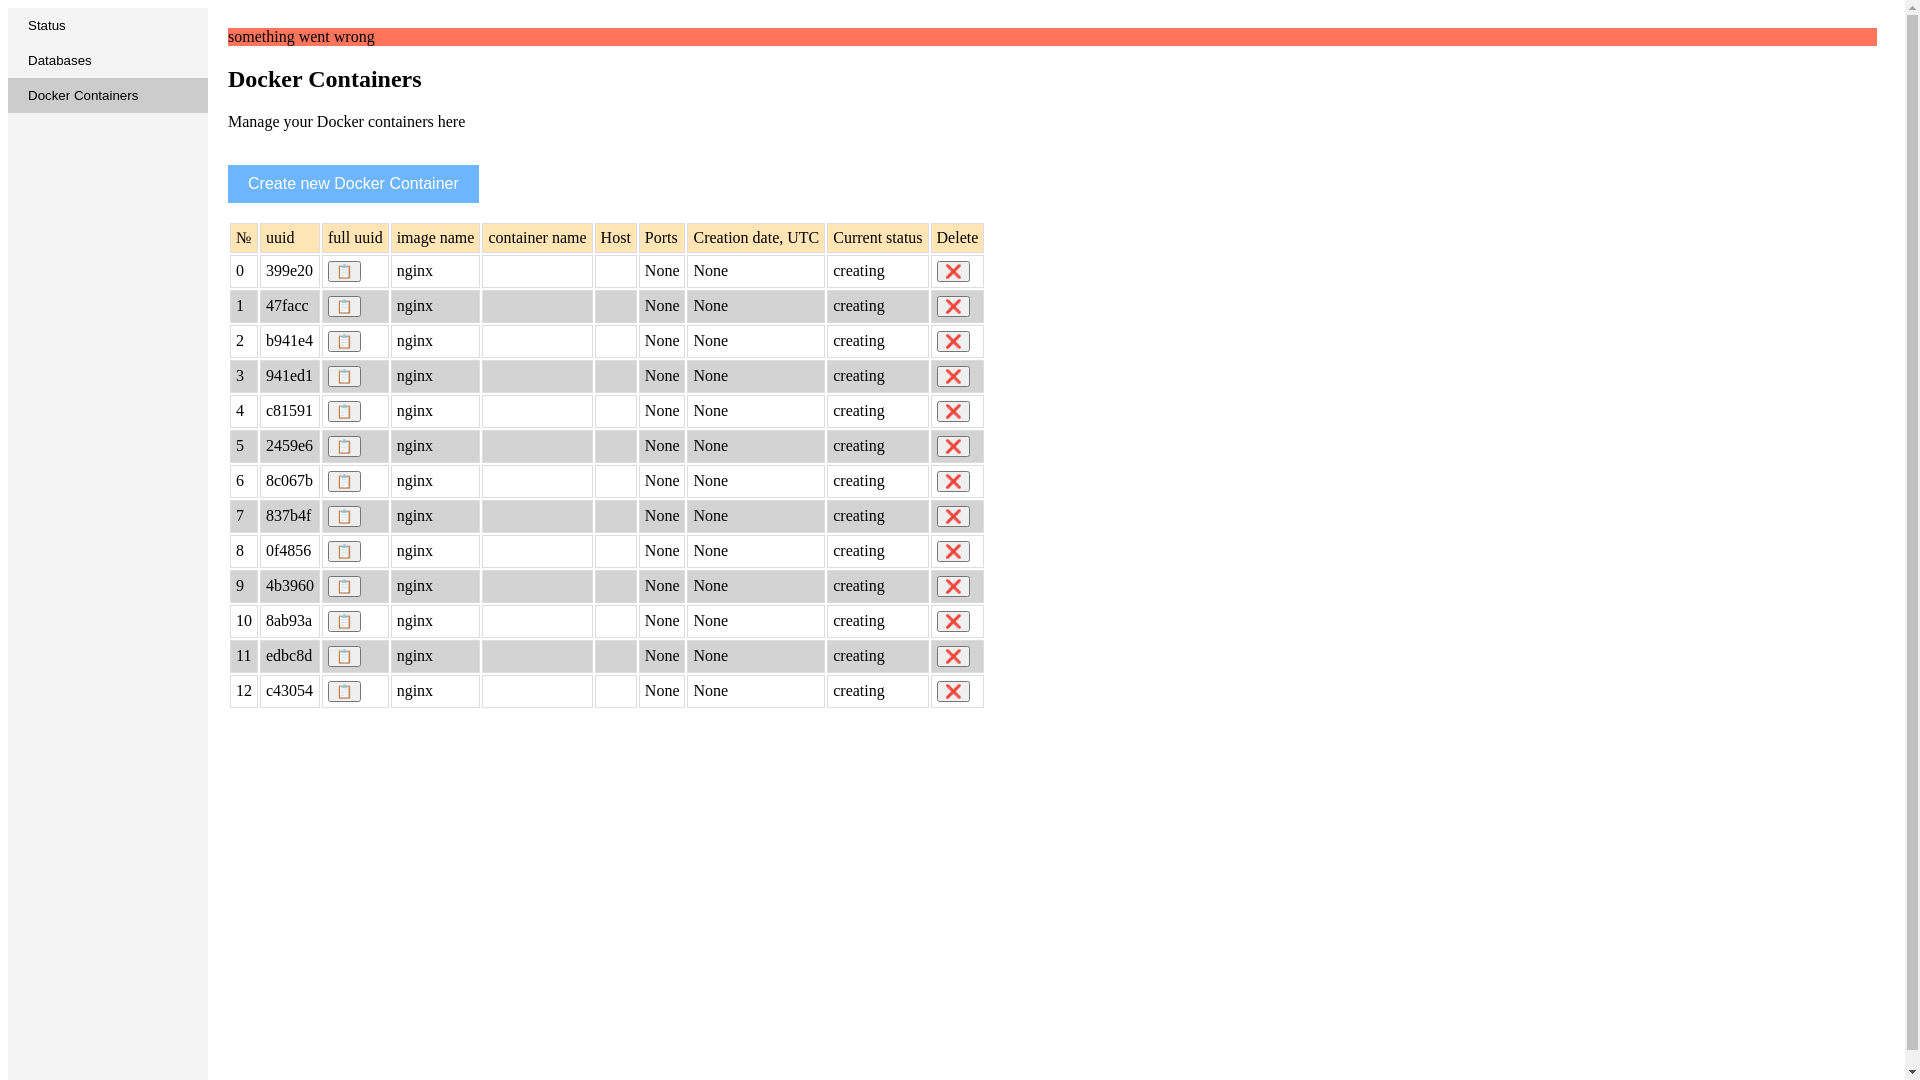 Status
Databases
Docker Containers
something went wrong
Docker Containers
Manage your Docker containers here
Create new Docker Container
№ uuid full uuid image name container name Host Ports Creation date, UTC Current status Delete
0 399e20 nginx None None creating
1 47facc nginx None None creating
2 b941e4 nginx None None creating
3 941ed1 nginx None None creating
4 c81591 nginx None None creating
5 2459e6 nginx None None creating
6 8c067b nginx None None creating
7 837b4f nginx None None creating
8 0f4856 nginx None None creating
9 4b3960 nginx None None creating
10 8ab93a nginx None None creating
11 edbc8d nginx None None creating
12 c43054 nginx None None creating